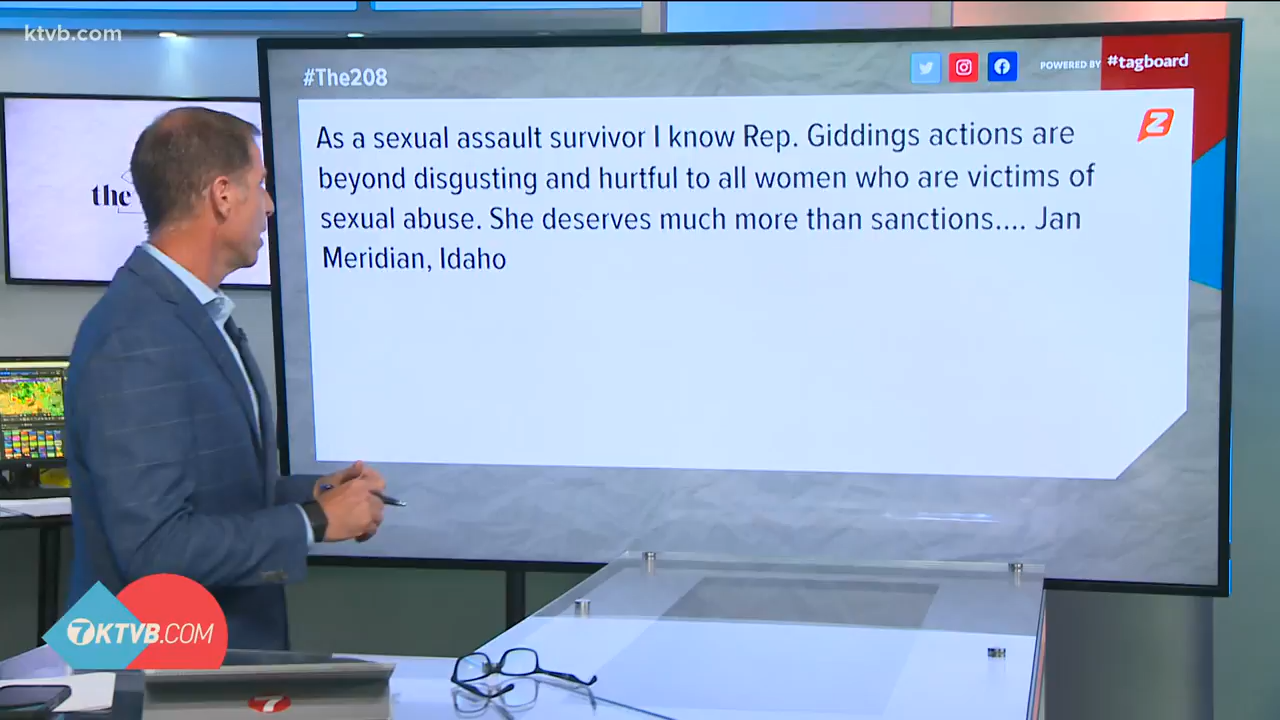 ktvb.com
#The208
POWERED BY #tagboard
the
As a sexual assault survivor I know Rep. Giddings actions are
beyond disgusting and hurtful to all women who are victims of
sexual abuse. She deserves much more than sanctions.... Jan
Meridian, Idaho
7KTVB.COM
7